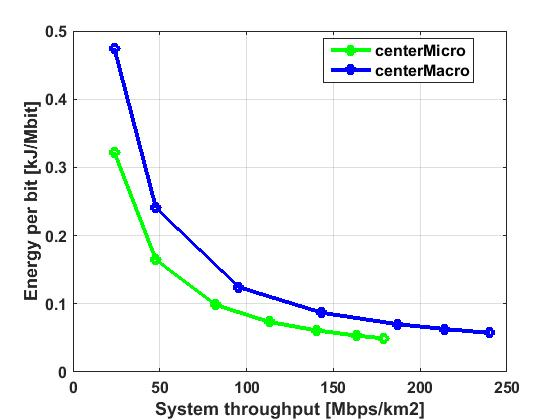 0.5
0.4
0.3
0.2
0.1
0
Energy per bit [kJ/Mbit]
centerMicro
centerMacro
0 50 100 150 200 250
System throughput [Mbps/km2]